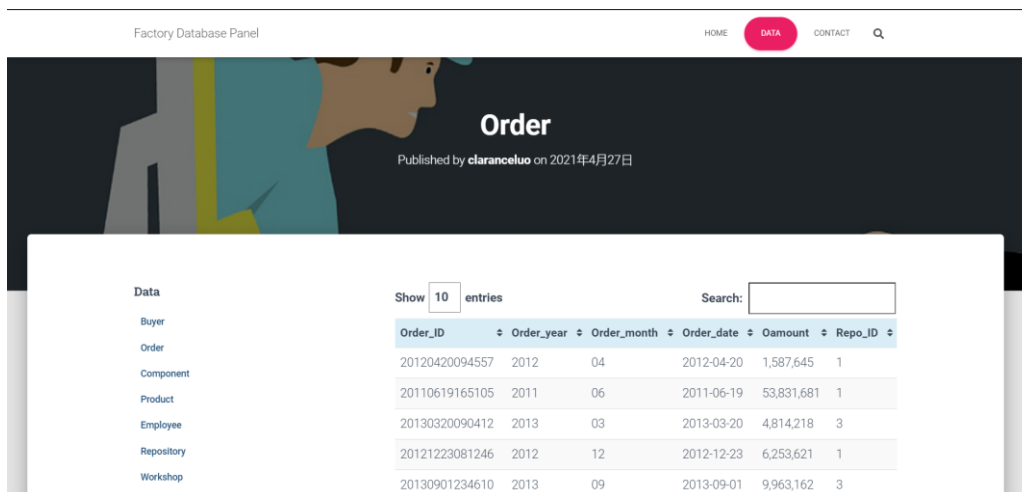 Factory Database Panel
HOME DATA CONTACT
Order
Published by claranceluo on 2021年4月27日
Data
Buyer
Order
Component
Product
Employee
Repository
Workshop
Show 10 entries Search:
Order_ID Order_year Order_month Order_date Oamount Repo_ID
20120420094557 2012 04 2012-04-20 1,587,645 1
20110619165105 2011 06 2011-06-19 53,831,681 1
20130320090412 2013 03 2013-03-20 4,814,218 3
20121223081246 2012 12 2012-12-23 6,253,621 1
20130901234610 2013 09 2013-09-01 9,963,162 3